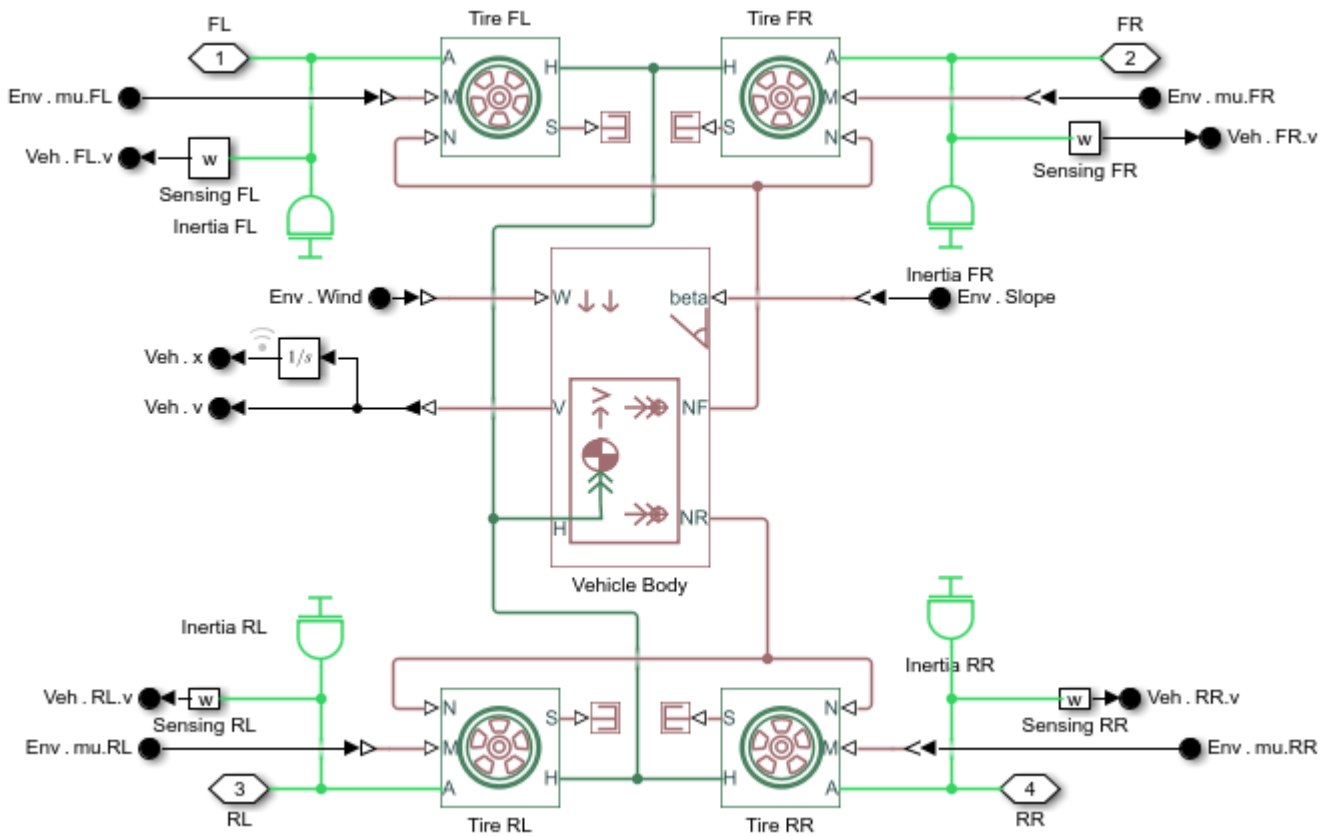 FL
Tire FL
Tire FR
FR
1
A
H
H
A
2
Env . mu.FL
M
M
Env . mu.FR
Veh . FL.v
w
N
S
S
N
w
Veh . FR.v
Sensing FL
Sensing FR
Inertia FL
Inertia FR
Env . Wind
W
beta
Env . Slope
Veh . x
1/s
Veh . v
V
V
NF
H
NR
Vehicle Body
Inertia RL
Inertia RR
Veh . RL.v
w
N
S
S
N
w
Veh . RR.v
Sensing RL
Sensing RR
Env . mu.RL
M
M
Env . mu.RR
3
A
H
H
A
4
RL
Tire RL
Tire RR
RR